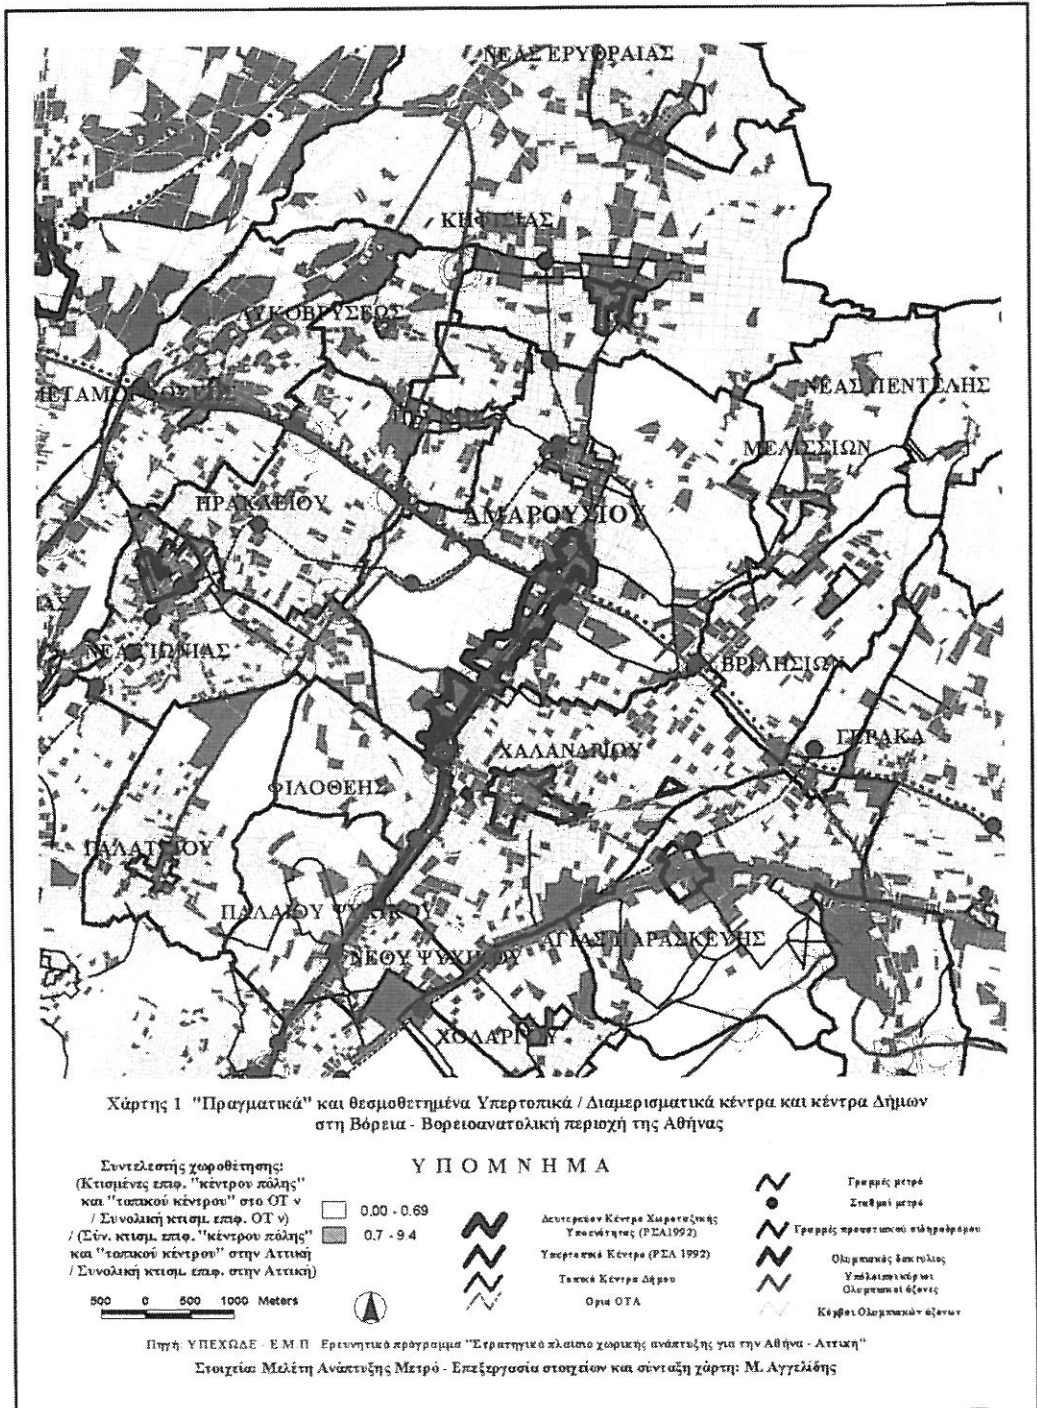 ΝΕΑΣ ΕΡΥΘΡΑΙΑΣ
ΚΗΦΙΣΙΑΣ
ΛΥΚΟΒΡΥΣΕΩΣ
ΜΕΤΑΜΟΡΦΩΣΕΩΣ
ΝΕΑΣ ΠΕΝΤΕΛΗΣ
ΜΕΛΙΣΣΙΩΝ
ΗΡΑΚΛΕΙΟΥ
ΑΜΑΡΟΥΣΙΟΥ
ΝΕΑΣ ΙΩΝΙΑΣ
ΒΡΙΛΗΣΙΩΝ
ΓΕΡΑΚΑ
ΧΑΛΑΝΔΡΙΟΥ
ΦΙΛΟΘΕΗΣ
ΓΑΛΑΤΣΙΟΥ
ΠΑΛΑΙΟΥ ΨΥΧΙΚΟΥ
ΑΓΙΑΣ ΠΑΡΑΣΚΕΥΗΣ
ΝΕΟΥ ΨΥΧΙΚΟΥ
ΧΟΛΑΡΓΟΥ
Χάρτης 1 "Πραγματικά" και θεσμοθετημένα Υπερτοπικά / Διαμερισματικά κέντρα και κέντρα Δήμων
στη Βόρεια - Βορειοανατολική περιοχή της Αθήνας
ΥΠΟΜΝΗΜΑ
Συντελεστής χωροθέτησης:
(Κτισμένες επιφ. "κέντρου πόλης"
και "τοπικού κέντρου" στο ΟΤ ν
/ Συνολική κτισμ. επιφ. ΟΤ ν)
/ (Σύν. κτισμ. επιφ. "κέντρου πόλης"
και "τοπικού κέντρου" στην Αττική
/ Συνολική κτισμ. επιφ. στην Αττική)
0.00 - 0.69
0.7 - 9.4
Δευτερεύον Κέντρο Χωροταξικής
Υποενότητας (ΡΣΑ1992)
Υπερτοπικό Κέντρο (ΡΣΑ 1992)
Τοπικό Κέντρο Δήμου
Όρια ΟΤΑ
Γραμμές μετρό
Σταθμοί μετρό
Γραμμές προαστιακού σιδηροδρόμου
Ολυμπιακός δακτύλιος
Υπόλοιποι κύριοι
Ολυμπιακοί άξονες
Κόμβοι Ολυμπιακών αξόνων
500 0 500 1000 Meters
Πηγή: ΥΠΕΧΩΔΕ - Ε.Μ.Π Ερευνητικό πρόγραμμα "Στρατηγικό πλαίσιο χωρικής ανάπτυξης για την Αθήνα - Αττική"
Στοιχεία: Μελέτη Ανάπτυξης Μετρό - Επεξεργασία στοιχείων και σύνταξη χάρτη: Μ. Αγγελίδης